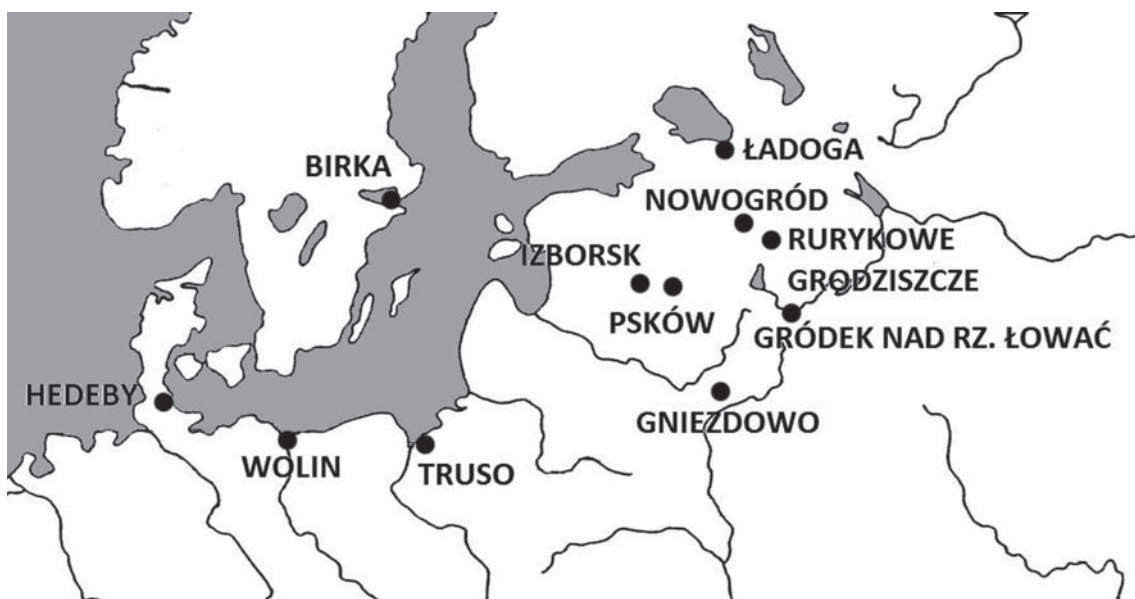 ŁADOGA
BIRKA
NOWOGRÓD
RURYKOWE
GRODZISZCZE
IZBORSK
PSKÓW
GRÓDEK NAD RZ. ŁOWAĆ
HEDEBY
GNIEZDOWO
WOLIN
TRUSO